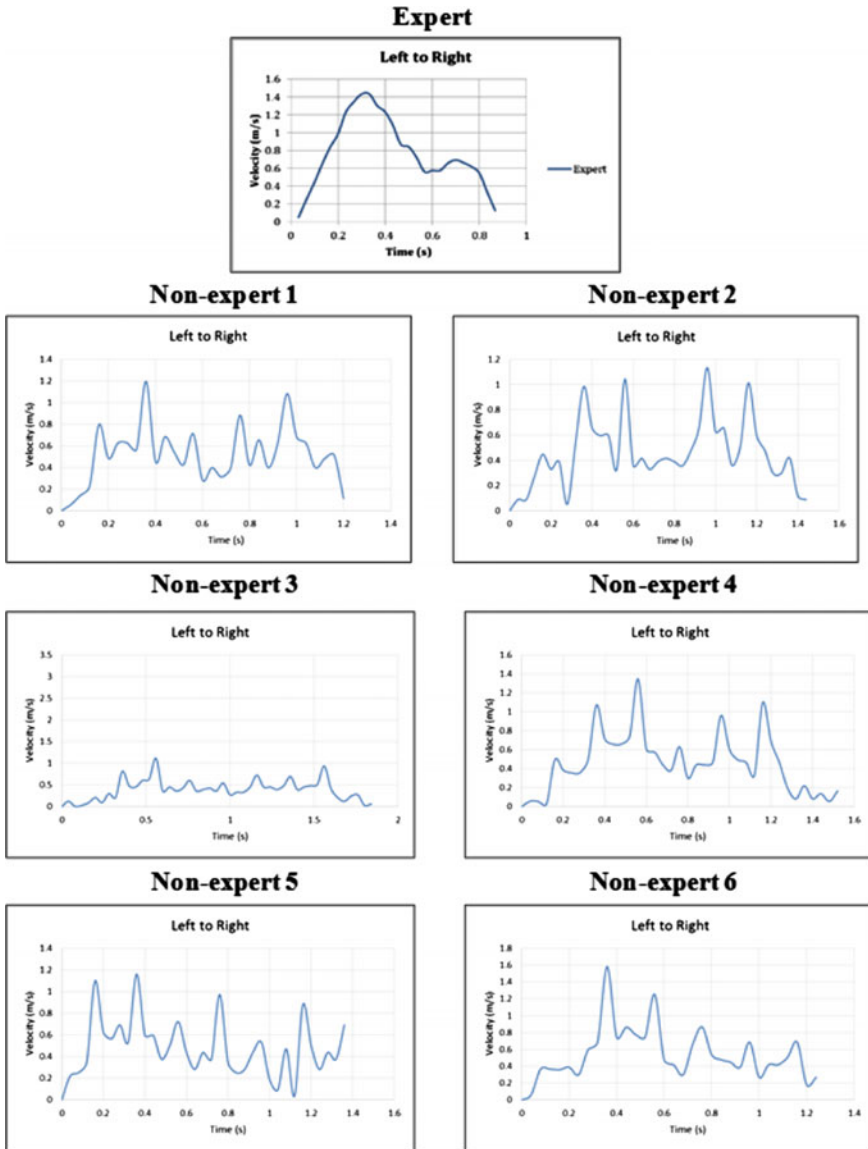 Expert
Left to Right
Velocity (m/s)
1.6
1.4
1.2
1
0.8
0.6
0.4
0.2
0
0 0.2 0.4 0.6 0.8 1
Time (s)
Expert
Non-expert 1
Left to Right
Velocity (m/s)
1.4
1.2
1
0.8
0.6
0.4
0.2
0
0 0.2 0.4 0.6 0.8 1 1.2 1.4
Time (s)
Non-expert 2
Left to Right
Velocity (m/s)
1.2
1
0.8
0.6
0.4
0.2
0
0 0.2 0.4 0.6 0.8 1 1.2 1.4 1.6
Time (s)
Non-expert 3
Left to Right
Velocity (m/s)
3.5
3
2.5
2
1.5
1
0.5
0
0 0.5 1 1.5 2
Time (s)
Non-expert 4
Left to Right
Velocity (m/s)
1.6
1.4
1.2
1
0.8
0.6
0.4
0.2
0
0 0.2 0.4 0.6 0.8 1 1.2 1.4 1.6
Time (s)
Non-expert 5
Left to Right
Velocity (m/s)
1.4
1.2
1
0.8
0.6
0.4
0.2
0
0 0.2 0.4 0.6 0.8 1 1.2 1.4 1.6
Time (s)
Non-expert 6
Left to Right
Velocity (m/s)
1.8
1.6
1.4
1.2
1
0.8
0.6
0.4
0.2
0
0 0.2 0.4 0.6 0.8 1 1.2 1.4
Time (s)